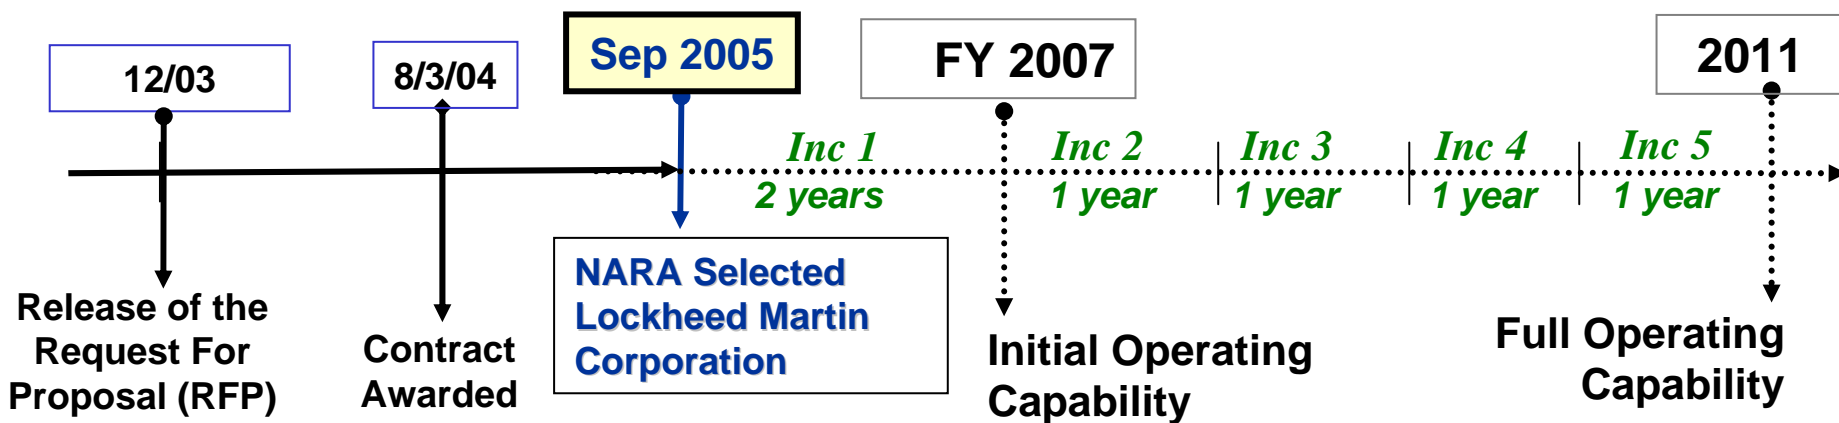 12/03
8/3/04
Sep 2005
FY 2007
2011
Inc 1
Inc 2
Inc 3
Inc 4
Inc 5
2 years
1 year
1 year
1 year
1 year
Release of the
Request For
Proposal (RFP)
Contract
Awarded
NARA Selected
Lockheed Martin
Corporation
Initial Operating
Capability
Full Operating
Capability